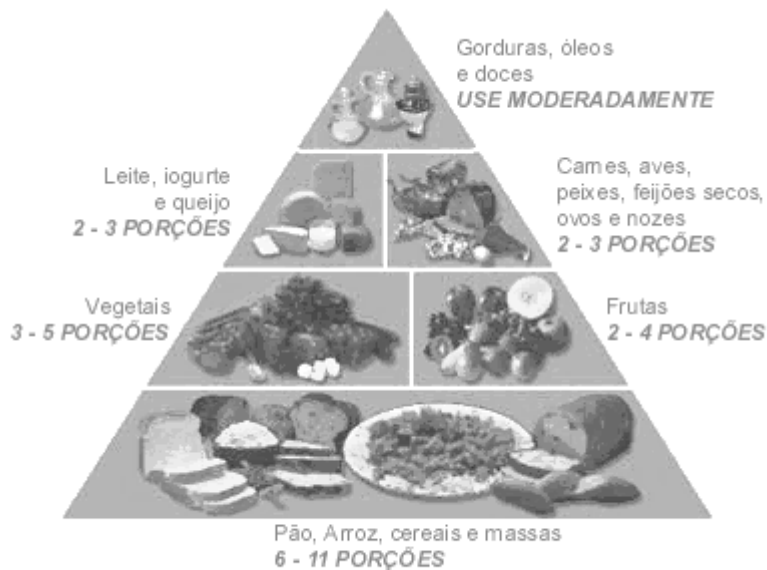 Gorduras, óleos
e doces
USE MODERADAMENTE
Leite, iogurte
e queijo
2 - 3 PORÇÕES
Carnes, aves,
peixes, feijões secos,
ovos e nozes
2 - 3 PORÇÕES
Vegetais
3 - 5 PORÇÕES
Frutas
2 - 4 PORÇÕES
Pão, Arroz, cereais e massas
6 - 11 PORÇÕES